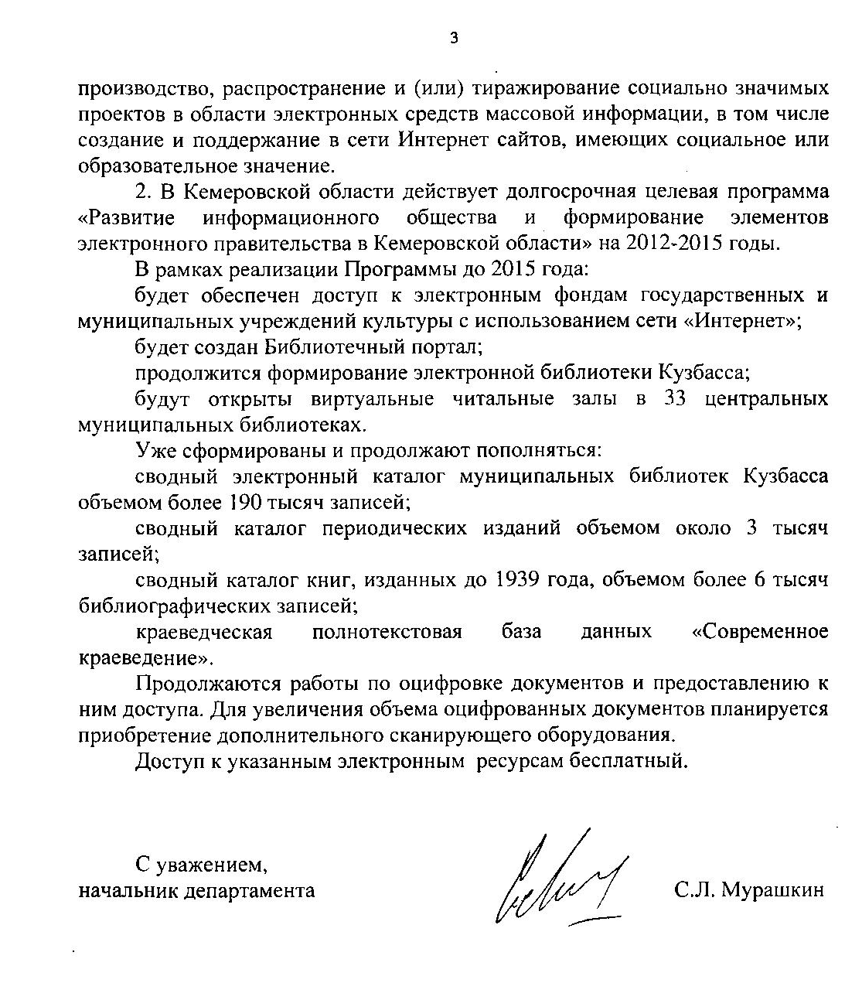 3
производство, распространение и (или) тиражирование социально значимых
проектов в области электронных средств массовой информации, в том числе
создание и поддержание в сети Интернет сайтов, имеющих социальное или
образовательное значение.
2. В Кемеровской области действует долгосрочная целевая программа
«Развитие информационного общества и формирование элементов
электронного правительства в Кемеровской области» на 2012-2015 годы.
В рамках реализации Программы до 2015 года:
будет обеспечен доступ к электронным фондам государственных и
муниципальных учреждений культуры с использованием сети «Интернет»;
будет создан Библиотечный портал;
продолжится формирование электронной библиотеки Кузбасса;
будут открыты виртуальные читальные залы в 33 центральных
муниципальных библиотеках.
Уже сформированы и продолжают пополняться:
сводный электронный каталог муниципальных библиотек Кузбасса
объемом более 190 тысяч записей;
сводный каталог периодических изданий объемом около 3 тысяч
записей;
сводный каталог книг, изданных до 1939 года, объемом более 6 тысяч
библиографических записей;
краеведческая полнотекстовая база данных «Современное
краеведение».
Продолжаются работы по оцифровке документов и предоставлению к
ним доступа. Для увеличения объема оцифрованных документов планируется
приобретение дополнительного сканирующего оборудования.
Доступ к указанным электронным ресурсам бесплатный.
С уважением,
начальник департамента
С.Л. Мурашкин